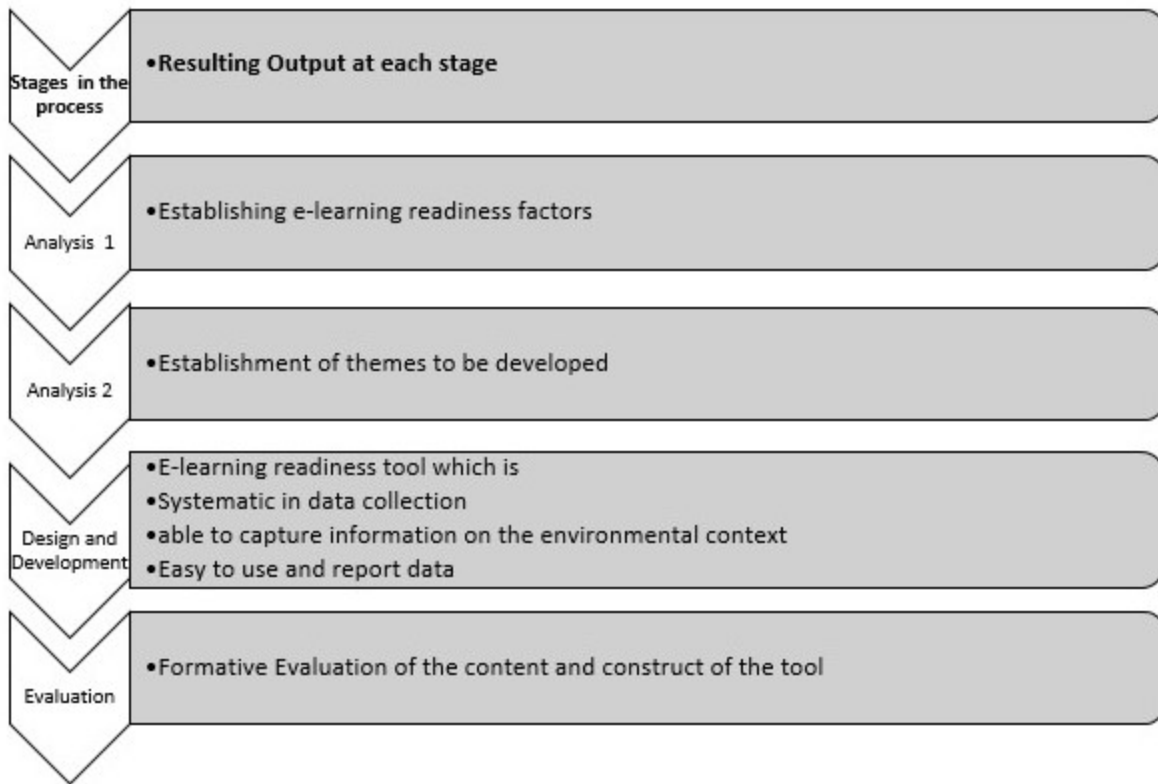 Stages in the
process
•Resulting Output at each stage
Analysis 1
•Establishing e-learning readiness factors
Analysis 2
•Establishment of themes to be developed
Design and
Development
•E-learning readiness tool which is
•Systematic in data collection
•able to capture information on the environmental context
•Easy to use and report data
Evaluation
•Formative Evaluation of the content and construct of the tool